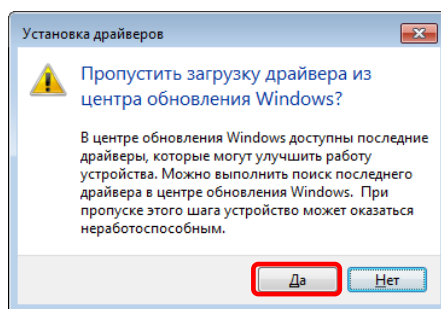 Установка драйверов
Пропустить загрузку драйвера из
центра обновления Windows?
В центре обновления Windows доступны последние
драйверы, которые могут улучшить работу
устройства. Можно выполнить поиск последнего
драйвера в центре обновления Windows. При
пропуске этого шага устройство может оказаться
неработоспособным.
Да
Нет